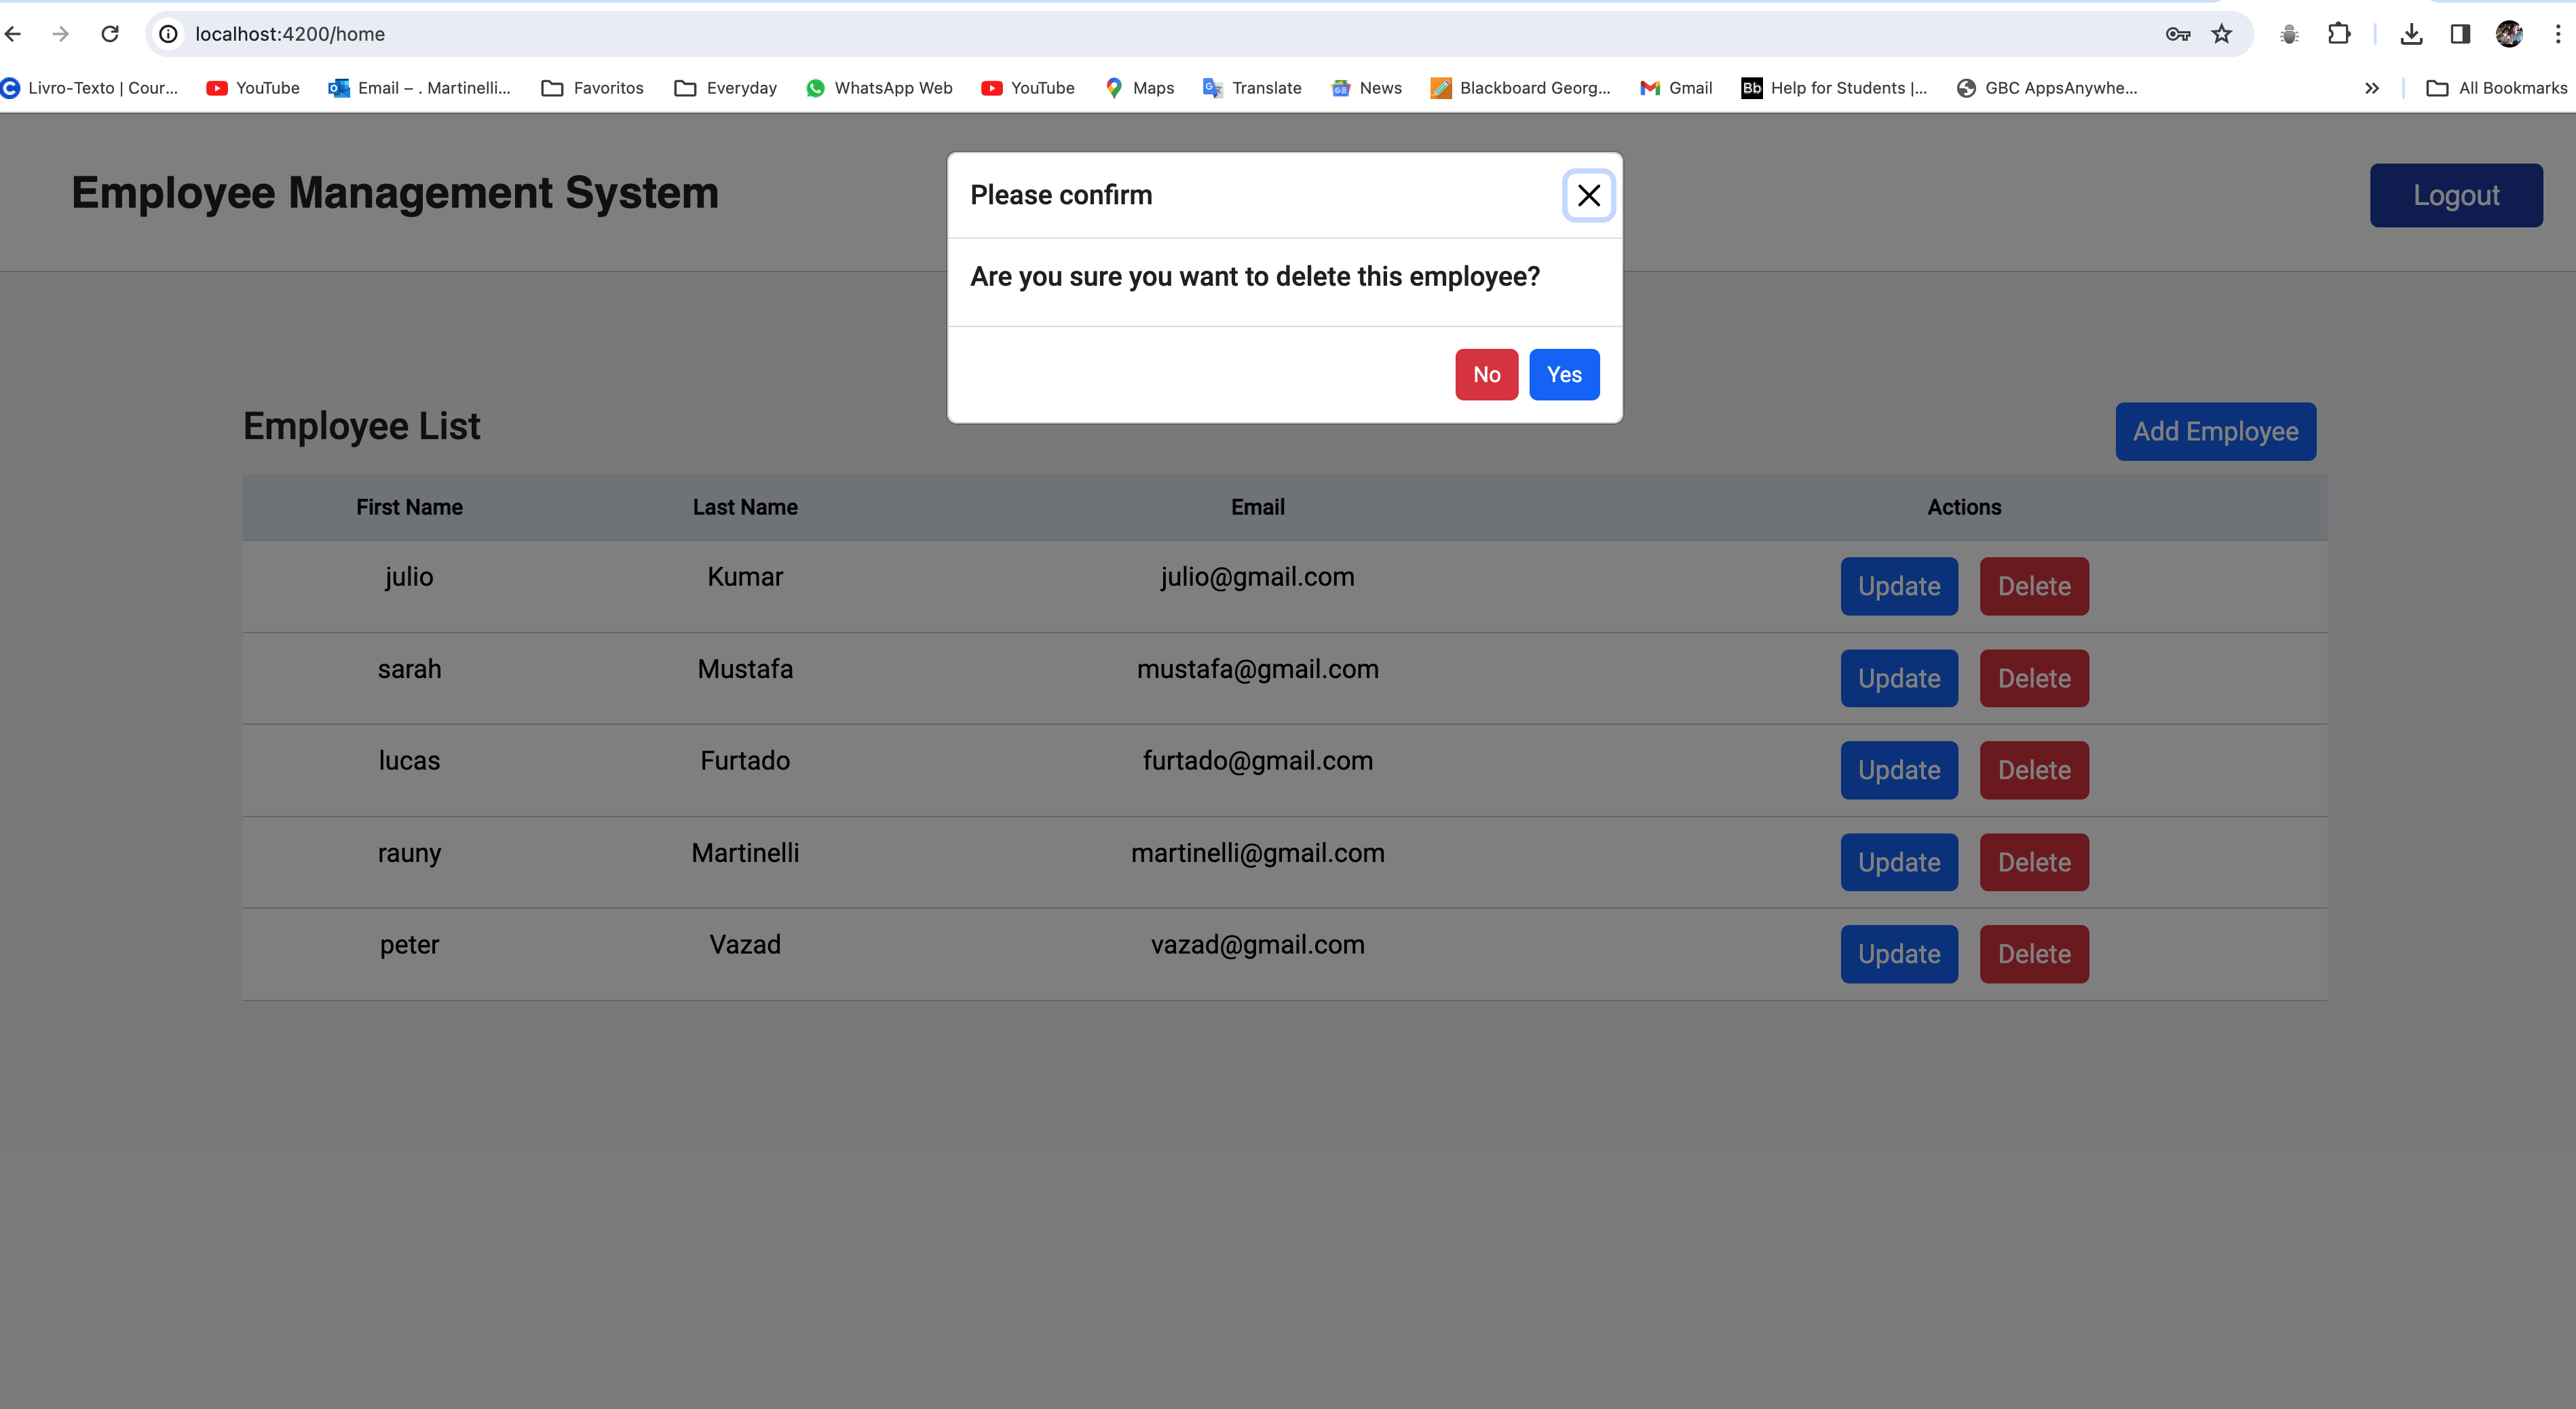 localhost:4200/home
Livro-Texto | Cour... YouTube Email – . Martinelli... Favoritos Everyday WhatsApp Web YouTube Maps Translate News Blackboard Georg... Gmail Bb Help for Students |... GBC AppsAnywhe... » All Bookmarks
Employee Management System
Logout
Please confirm
Are you sure you want to delete this employee?
No Yes
Employee List
Add Employee
First Name Last Name Email Actions
julio Kumar julio@gmail.com Update Delete
sarah Mustafa mustafa@gmail.com Update Delete
lucas Furtado furtado@gmail.com Update Delete
rauny Martinelli martinelli@gmail.com Update Delete
peter Vazad vazad@gmail.com Update Delete